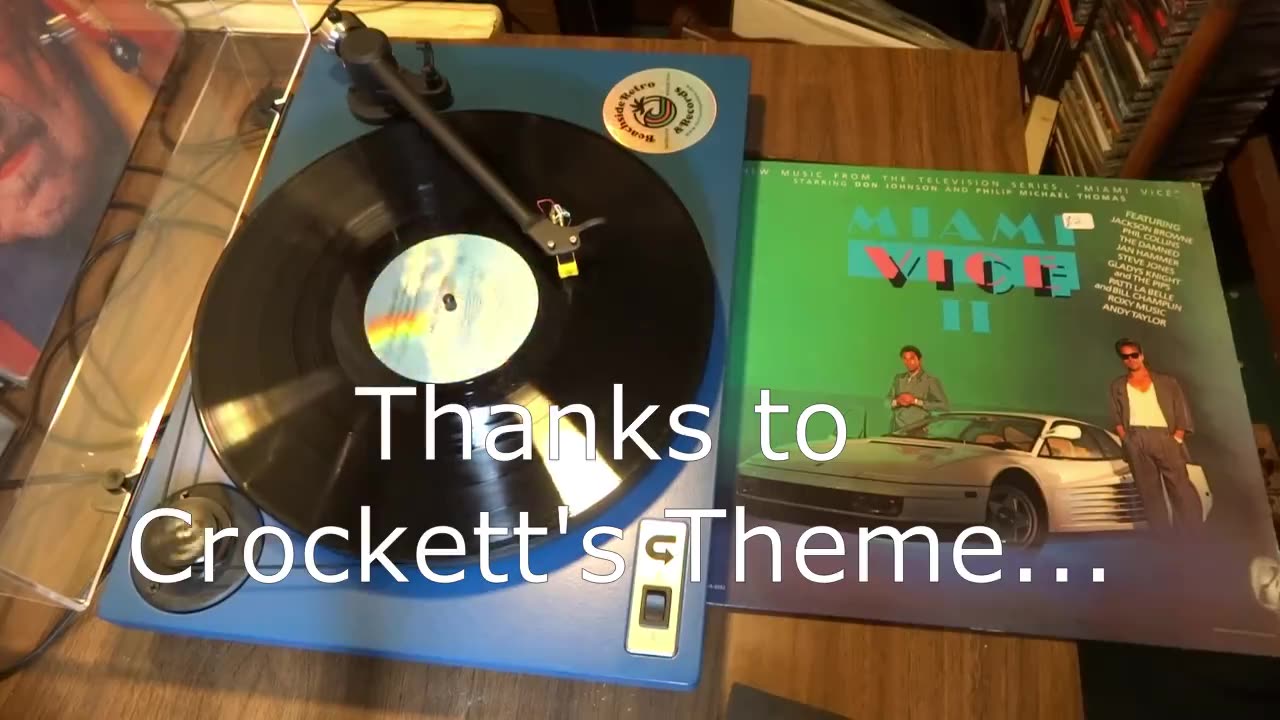 Beachside Retro
& Records
NEW MUSIC FROM THE TELEVISION SERIES, "MIAMI VICE"
STARRING DON JOHNSON AND PHILIP MICHAEL THOMAS
MIAMI
VICE
II
$2
FEATURING
JACKSON BROWNE
PHIL COLLINS
THE DAMNED
JAN HAMMER
STEVE JONES
GLADYS KNIGHT
and THE PIPS
PATTI LA BELLE
and BILL CHAMPLIN
ROXY MUSIC
ANDY TAYLOR
Thanks to
Crockett's Theme...